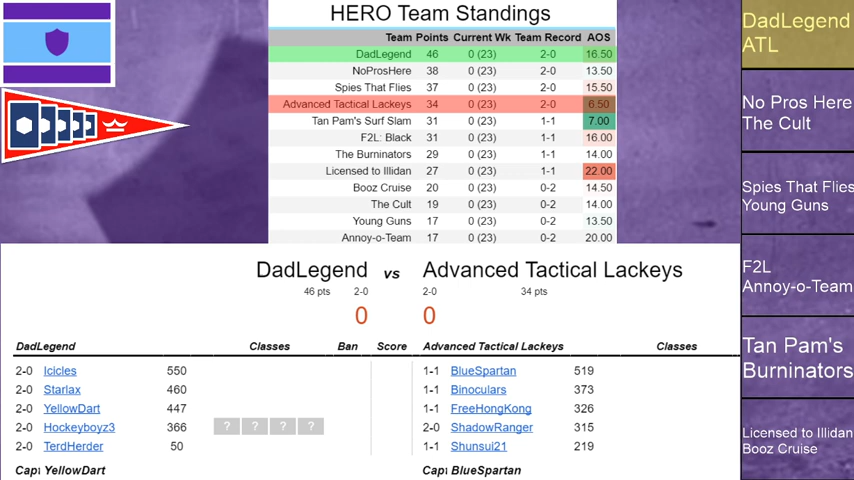 HERO Team Standings
Team Points Current Wk Team Record AOS
DadLegend 46 0 (23) 2-0 16.50
NoProsHere 38 0 (23) 2-0 13.50
Spies That Flies 37 0 (23) 2-0 15.50
Advanced Tactical Lackeys 34 0 (23) 2-0 6.50
Tan Pam's Surf Slam 31 0 (23) 1-1 7.00
F2L: Black 31 0 (23) 1-1 16.00
The Burninators 29 0 (23) 1-1 14.00
Licensed to Illidan 27 0 (23) 1-1 22.00
Booz Cruise 20 0 (23) 0-2 14.50
The Cult 19 0 (23) 0-2 14.00
Young Guns 17 0 (23) 0-2 13.50
Annoy-o-Team 17 0 (23) 0-2 20.00
DadLegend
ATL
No Pros Here
The Cult
Spies That Flies
Young Guns
F2L
Annoy-o-Team
Tan Pam's
Burninators
Licensed to Illidan
Booz Cruise
DadLegend vs Advanced Tactical Lackeys
46 pts 2-0 2-0 34 pts
0 0
DadLegend Classes Ban Score Advanced Tactical Lackeys Classes
2-0 Icicles 550 1-1 BlueSpartan 519
2-0 Starlax 460 1-1 Binoculars 373
2-0 YellowDart 447 1-1 FreeHongKong 326
2-0 Hockeyboyz3 366 ? ? ? ? 2-0 ShadowRanger 315
2-0 TerdHerder 50 1-1 Shunsul21 219
Capt YellowDart Capt BlueSpartan